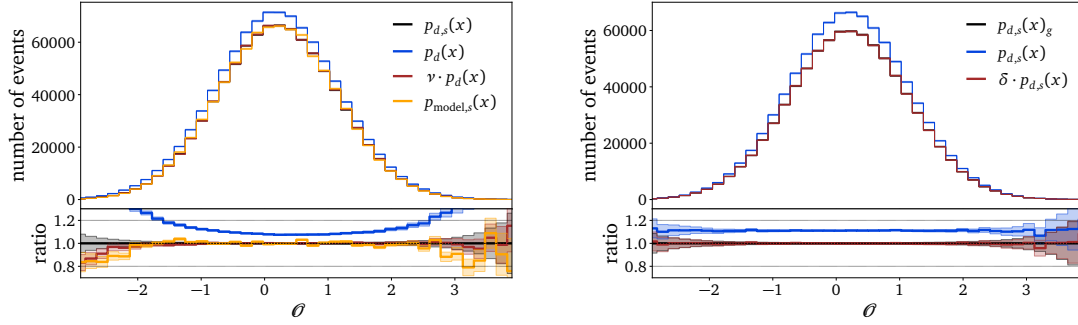 number of events
60000
40000
20000
0
p_{d,s}(x)
p_d(x)
ν · p_d(x)
p_{model,s}(x)
ratio
1.2
1.0
0.8
−2
−1
0
1
2
3
𝒪
number of events
60000
40000
20000
0
p_{d,s}(x)_g
p_{d,s}(x)
δ · p_{d,s}(x)
ratio
1.2
1.0
0.8
−2
−1
0
1
2
3
𝒪